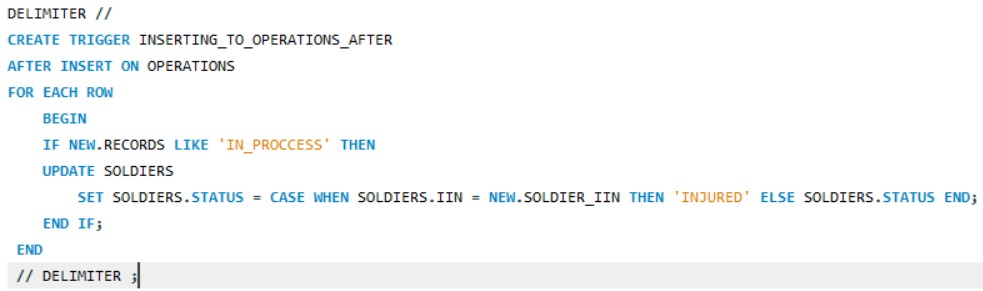 DELIMITER //
CREATE TRIGGER INSERTING_TO_OPERATIONS_AFTER
AFTER INSERT ON OPERATIONS
FOR EACH ROW
BEGIN
IF NEW.RECORDS LIKE 'IN_PROCCESS' THEN
UPDATE SOLDIERS
SET SOLDIERS.STATUS = CASE WHEN SOLDIERS.IIN = NEW.SOLDIER_IIN THEN 'INJURED' ELSE SOLDIERS.STATUS END;
END IF;
END
// DELIMITER ;